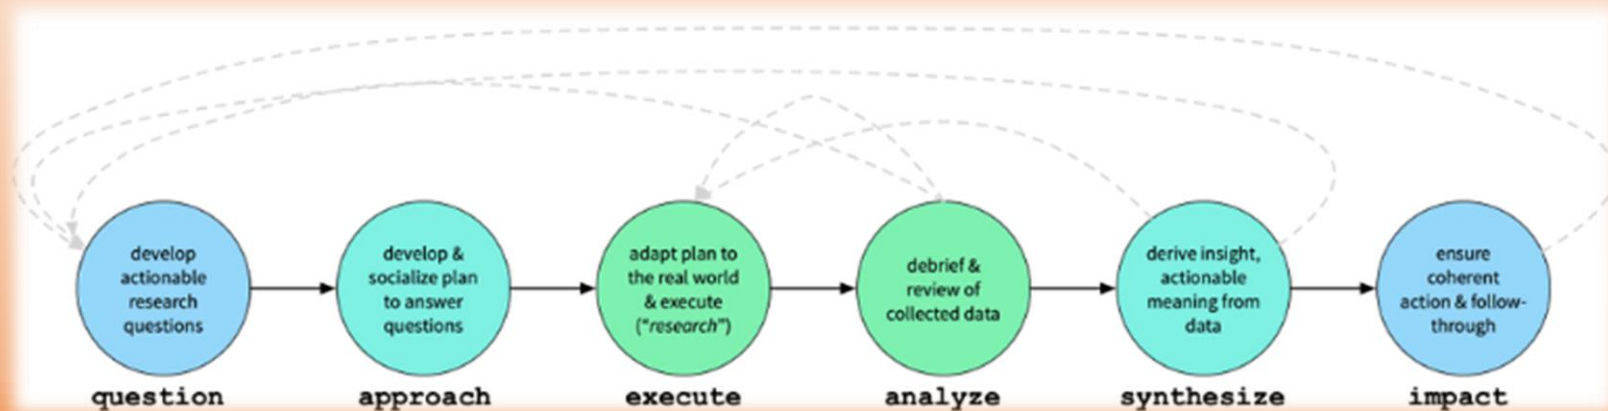 develop
actionable
research
questions
develop &
socialize plan
to answer
questions
adapt plan to
the real world
& execute
("research")
debrief &
review of
collected data
derive insight,
actionable
meaning from
data
ensure
coherent
action & follow-
through
question
approach
execute
analyze
synthesize
impact